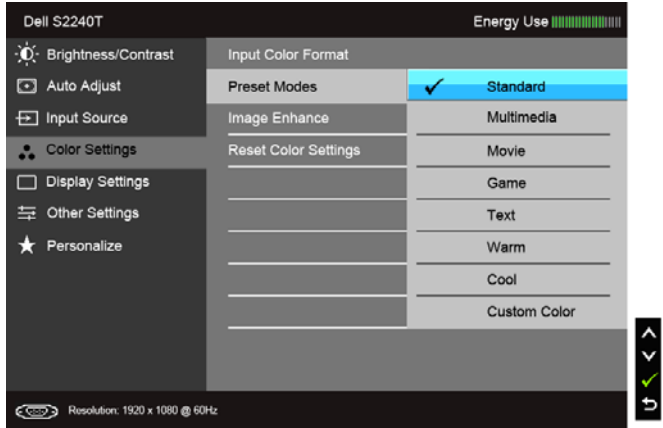 Dell S2240T
Energy Use
Brightness/Contrast
Auto Adjust
Input Source
Color Settings
Display Settings
Other Settings
Personalize
Input Color Format
Preset Modes
Image Enhance
Reset Color Settings
Standard
Multimedia
Movie
Game
Text
Warm
Cool
Custom Color
Resolution: 1920 x 1080 @ 60Hz